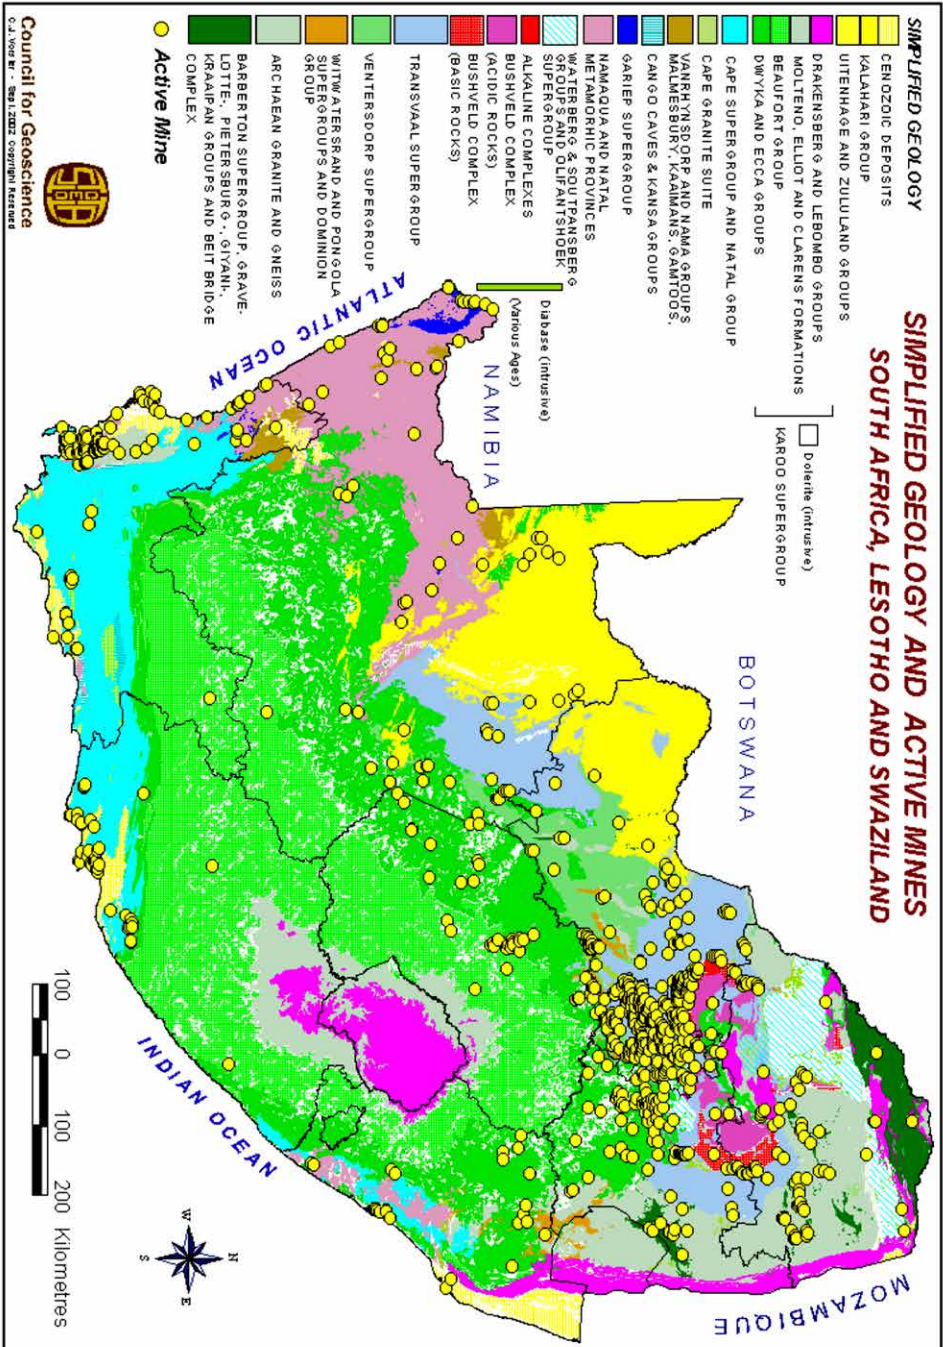 SIMPLIFIED GEOLOGY AND ACTIVE MINES
SOUTH AFRICA, LESOTHO AND SWAZILAND
SIMPLIFIED GEOLOGY
CENOZOIC DEPOSITS
KALAHARI GROUP
UITENHAGE AND ZULULAND GROUPS
DRAKENSBERG AND LEBOMBO GROUPS
MOLTENO, ELLIOT AND CLARENS FORMATIONS
BEAUFORT GROUP
DWYKA AND ECCA GROUPS
Dolerite (intrusive)
KAROO SUPERGROUP
CAPE SUPERGROUP AND NATAL GROUP
CAPE GRANITE SUITE
VANRHYNSDORP AND NAMA GROUPS
MALMESBURY, KAAIMANS, GAMTOOS,
CANGO CAVES & KANSA GROUPS
GARIEP SUPERGROUP
NAMAQUA AND NATAL
METAMORPHIC PROVINCES
WATERBERG & SOUTPANSBERG
GROUPS AND OLIFANTSHOEK
SUPERGROUP
ALKALINE COMPLEXES
BUSHVELD COMPLEX
(ACIDIC ROCKS)
BUSHVELD COMPLEX
(BASIC ROCKS)
TRANSVAAL SUPERGROUP
VENTERSDORP SUPERGROUP
WITWATERSRAND AND PONGOLA
SUPERGROUPS AND DOMINION
GROUP
ARCHAEAN GRANITE AND GNEISS
BARBERTON SUPERGROUP, GRAVE-
LOTTE-, PIETERSBURG-, GIYANI-,
KRAAIPAN GROUPS AND BEIT BRIDGE
COMPLEX
Active Mine
Diabase (intrusive)
(Various Ages)
NAMIBIA
BOTSWANA
MOZAMBIQUE
ATLANTIC OCEAN
INDIAN OCEAN
N
W
E
S
100 0 100 200 Kilometres
Council for Geoscience
C.J. Vorster - Sept. 2002 Copyright Reserved